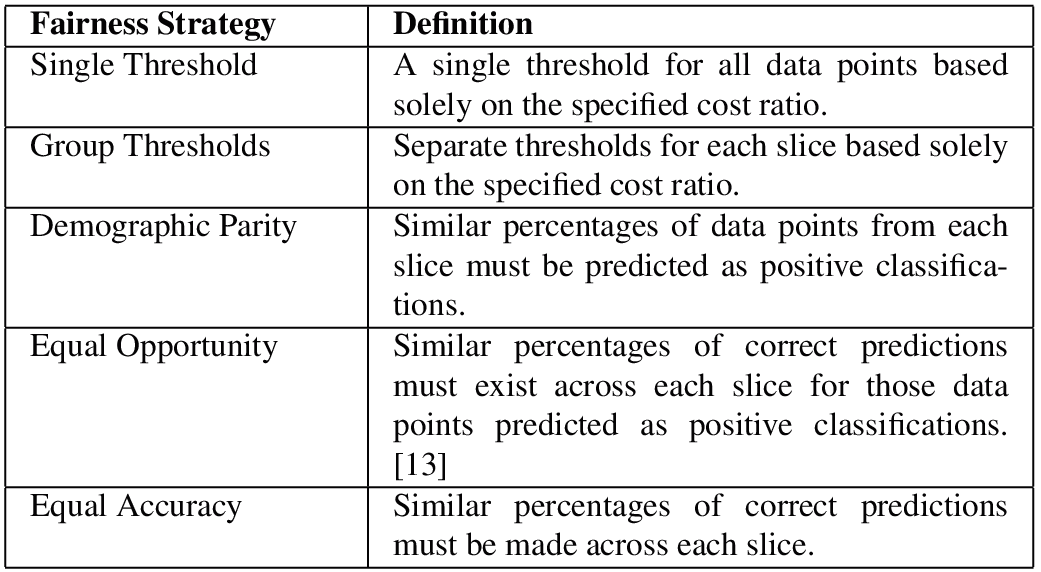 Fairness Strategy Definition
Single Threshold A single threshold for all data points based
solely on the specified cost ratio.
Group Thresholds Separate thresholds for each slice based solely
on the specified cost ratio.
Demographic Parity Similar percentages of data points from each
slice must be predicted as positive classifica-
tions.
Equal Opportunity Similar percentages of correct predictions
must exist across each slice for those data
points predicted as positive classifications.
[13]
Equal Accuracy Similar percentages of correct predictions
must be made across each slice.